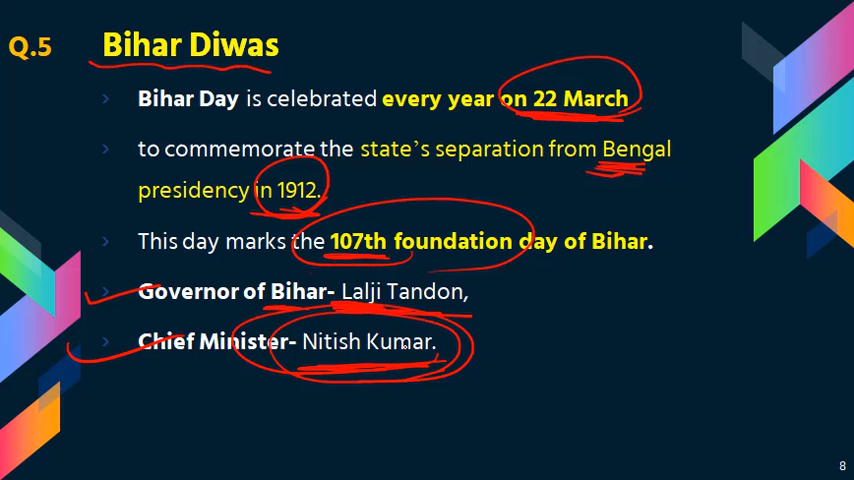 Q.5 Bihar Diwas
Bihar Day is celebrated every year on 22 March
to commemorate the state's separation from Bengal
presidency in 1912.
This day marks the 107th foundation day of Bihar.
Governor of Bihar- Lalji Tandon,
Chief Minister- Nitish Kumar.
8